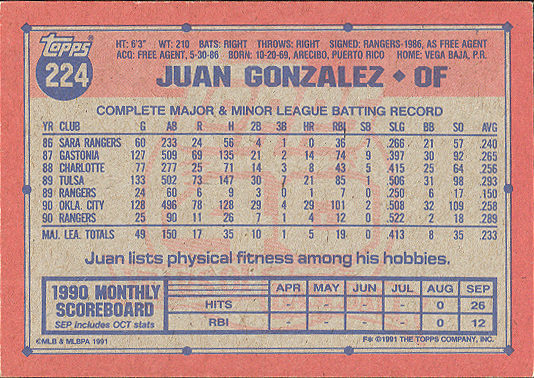 Topps
224
HT: 6'3" WT: 210 BATS: RIGHT THROWS: RIGHT SIGNED: RANGERS-1986, AS FREE AGENT
ACQ: FREE AGENT, 5-30-86 BORN: 10-20-69, ARECIBO, PUERTO RICO HOME: VEGA BAJA, P.R.
JUAN GONZALEZ • OF
COMPLETE MAJOR & MINOR LEAGUE BATTING RECORD
YR CLUB G AB R H 2B 3B HR RBI SB SLG BB SO AVG
86 SARA RANGERS 60 233 24 56 4 1 0 36 7 .266 21 57 .240
87 GASTONIA 127 509 69 135 21 2 14 74 9 .397 30 92 .265
88 CHARLOTTE 77 277 25 71 14 3 8 43 5 .415 25 64 .256
89 TULSA 133 502 73 147 30 7 21 85 1 .506 31 98 .293
89 RANGERS 24 60 6 9 3 0 1 7 0 .250 6 17 .150
90 OKLA. CITY 128 496 78 128 29 4 29 101 2 .508 32 109 .258
90 RANGERS 25 90 11 26 7 1 4 12 0 .522 2 18 .289
MAJ. LEA. TOTALS 49 150 17 35 10 1 5 19 0 .413 8 35 .233
Juan lists physical fitness among his hobbies.
1990 MONTHLY
SCOREBOARD
SEP includes OCT stats
APR MAY JUN JUL AUG SEP
HITS - - - - 0 26
RBI - - - - 0 12
©MLB & MLBPA 1991
F* ©1991 THE TOPPS COMPANY, INC.